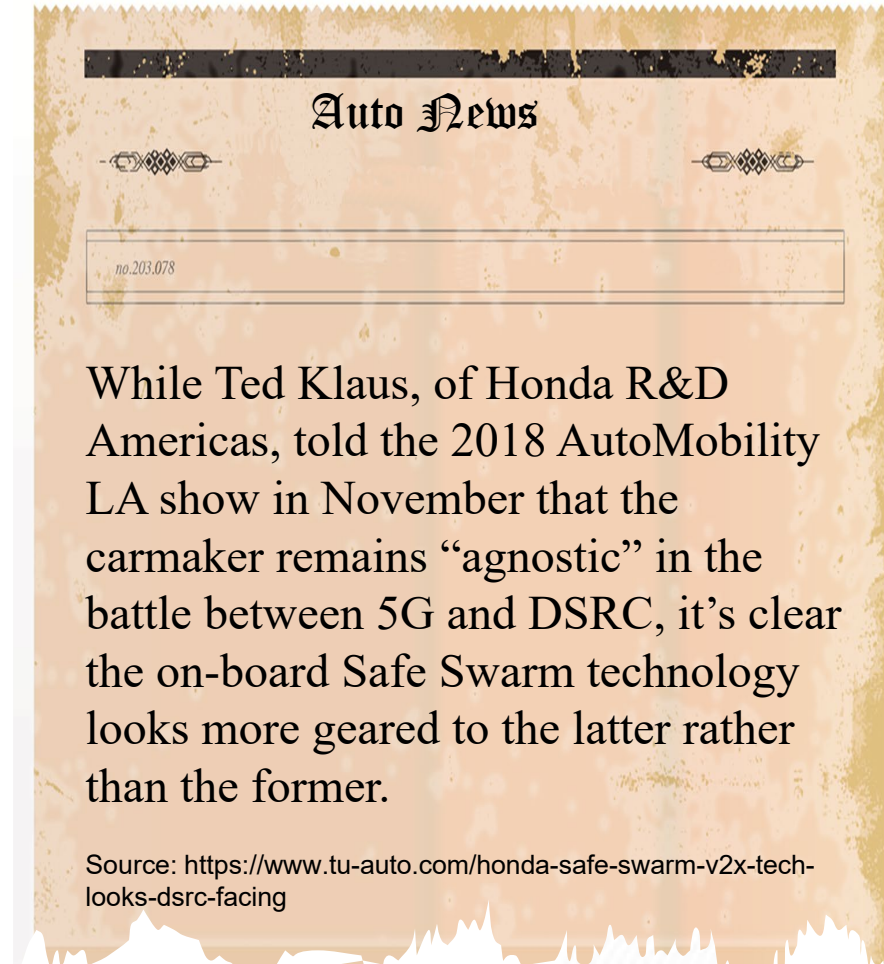 Auto News
no.203.078
While Ted Klaus, of Honda R&D
Americas, told the 2018 AutoMobility
LA show in November that the
carmaker remains “agnostic” in the
battle between 5G and DSRC, it’s clear
the on-board Safe Swarm technology
looks more geared to the latter rather
than the former.
Source: https://www.tu-auto.com/honda-safe-swarm-v2x-tech-
looks-dsrc-facing